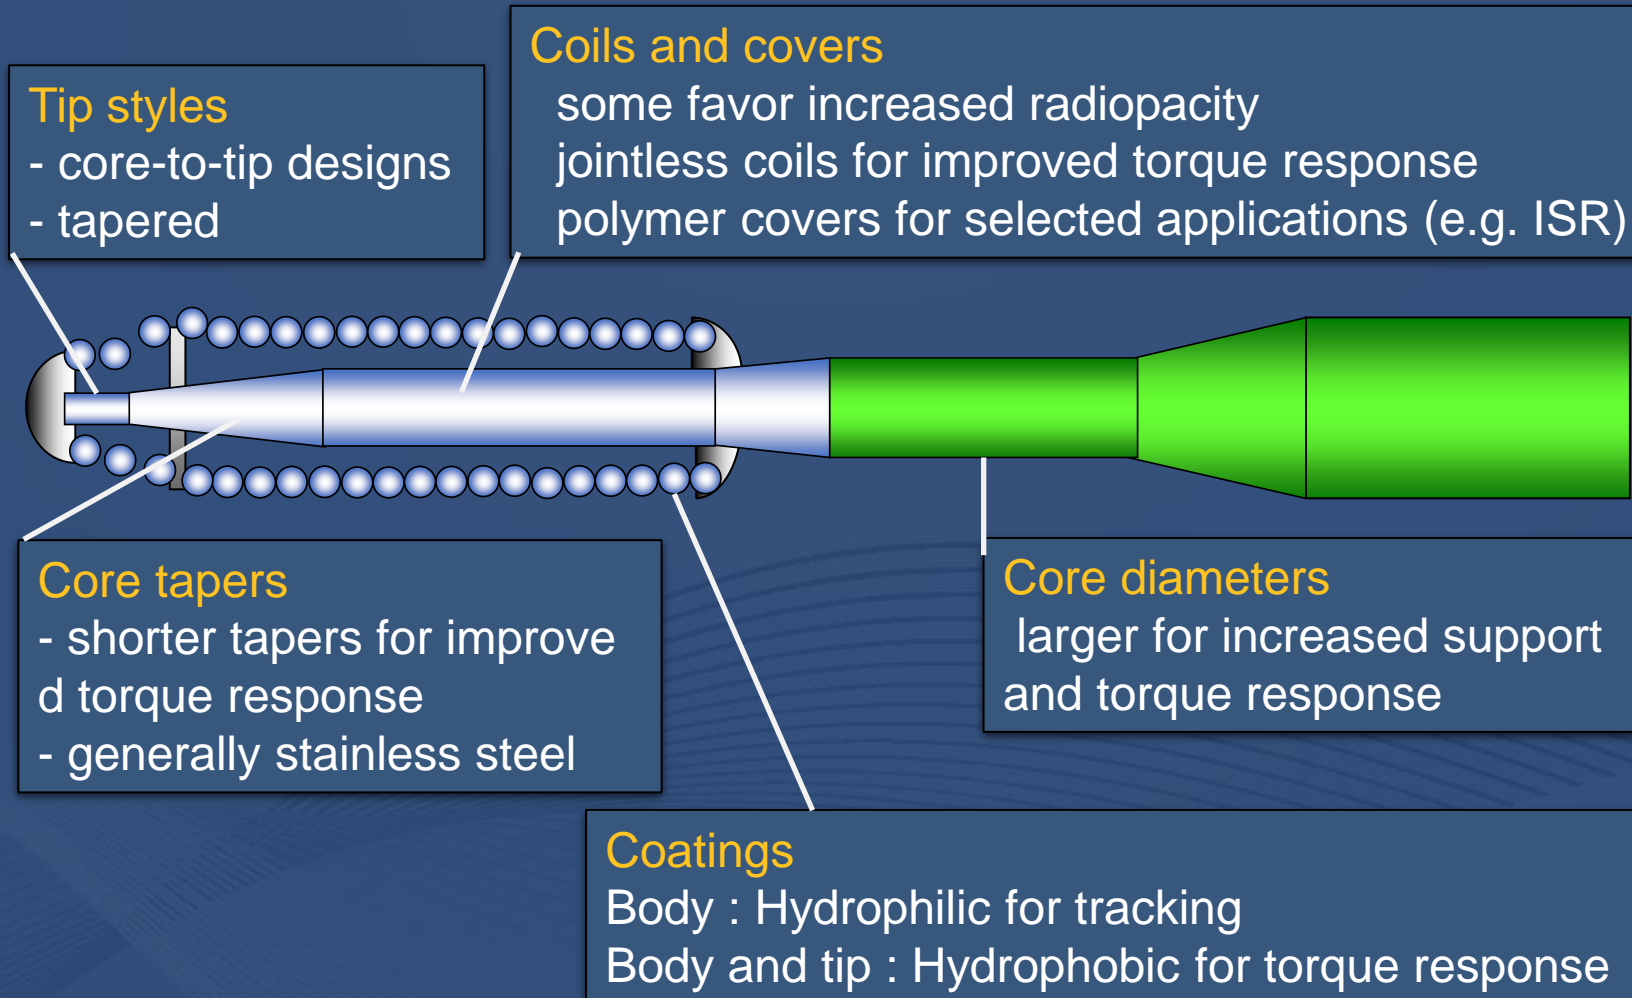 Coils and covers
some favor increased radiopacity
jointless coils for improved torque response
polymer covers for selected applications (e.g. ISR)
Tip styles
- core-to-tip designs
- tapered
Core tapers
- shorter tapers for improve
d torque response
- generally stainless steel
Core diameters
larger for increased support
and torque response
Coatings
Body : Hydrophilic for tracking
Body and tip : Hydrophobic for torque response